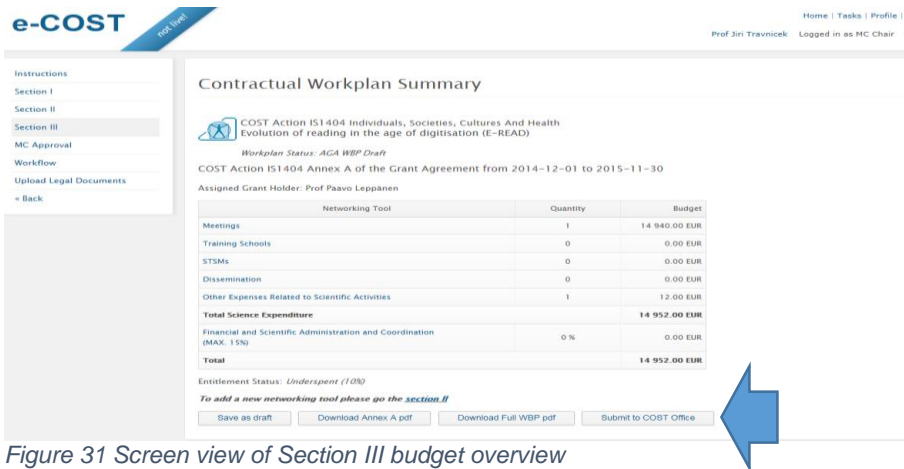 e-COST
not live!
Home | Tasks | Profile |
Prof Jiri Travnicek Logged in as MC Chair
Instructions
Section I
Section II
Section III
MC Approval
Workflow
Upload Legal Documents
« Back
Contractual Workplan Summary
COST Action IS1404 Individuals, Societies, Cultures And Health
Evolution of reading in the age of digitisation (E-READ)
Workplan Status: AGA WBP Draft
COST Action IS1404 Annex A of the Grant Agreement from 2014-12-01 to 2015-11-30
Assigned Grant Holder: Prof Paavo Leppänen
Networking Tool Quantity Budget
Meetings 1 14 940.00 EUR
Training Schools 0 0.00 EUR
STSMs 0 0.00 EUR
Dissemination 0 0.00 EUR
Other Expenses Related to Scientific Activities 1 12.00 EUR
Total Science Expenditure 14 952.00 EUR
Financial and Scientific Administration and Coordination
(MAX. 15%) 0 % 0.00 EUR
Total 14 952.00 EUR
Entitlement Status: Underspent (10%)
To add a new networking tool please go the section II
Save as draft Download Annex A pdf Download Full WBP pdf Submit to COST Office
Figure 31 Screen view of Section III budget overview